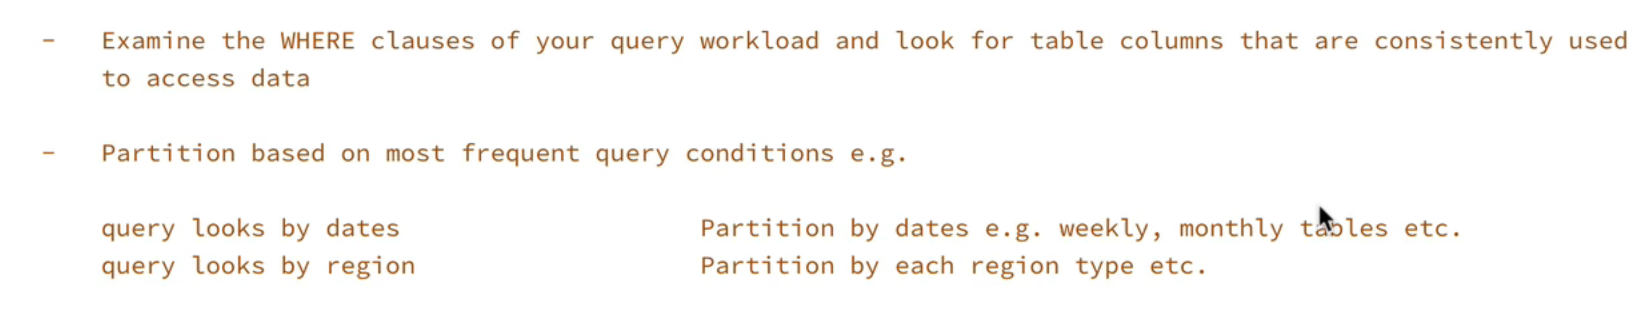 - Examine the WHERE clauses of your query workload and look for table columns that are consistently used
to access data
- Partition based on most frequent query conditions e.g.
query looks by dates Partition by dates e.g. weekly, monthly tables etc.
query looks by region Partition by each region type etc.